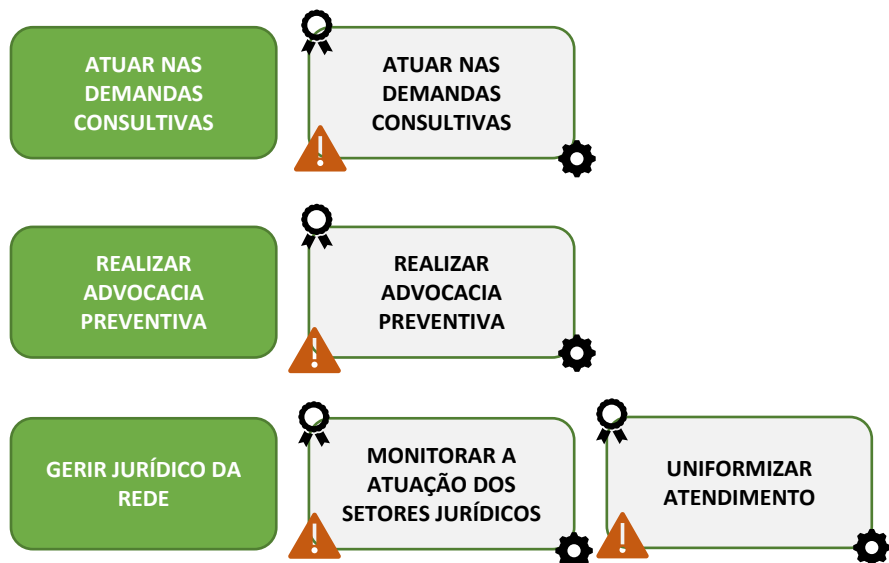 ATUAR NAS
DEMANDAS
CONSULTIVAS
ATUAR NAS
DEMANDAS
CONSULTIVAS
REALIZAR
ADVOCACIA
PREVENTIVA
REALIZAR
ADVOCACIA
PREVENTIVA
GERIR JURÍDICO DA
REDE
MONITORAR A
ATUAÇÃO DOS
SETORES JURÍDICOS
UNIFORMIZAR
ATENDIMENTO